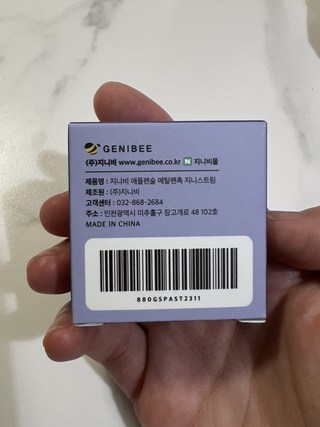 GENIBEE
(주)지니비 www.genibee.co.kr N 지니비몰
제품명 : 지니비 애플펜슬 메탈펜촉 지니스트림
제조원 : (주)지니비
고객센터 : 032-868-2684
주소 : 인천광역시 미추홀구 장고개로 48 102호
MADE IN CHINA
880GSPAST2311